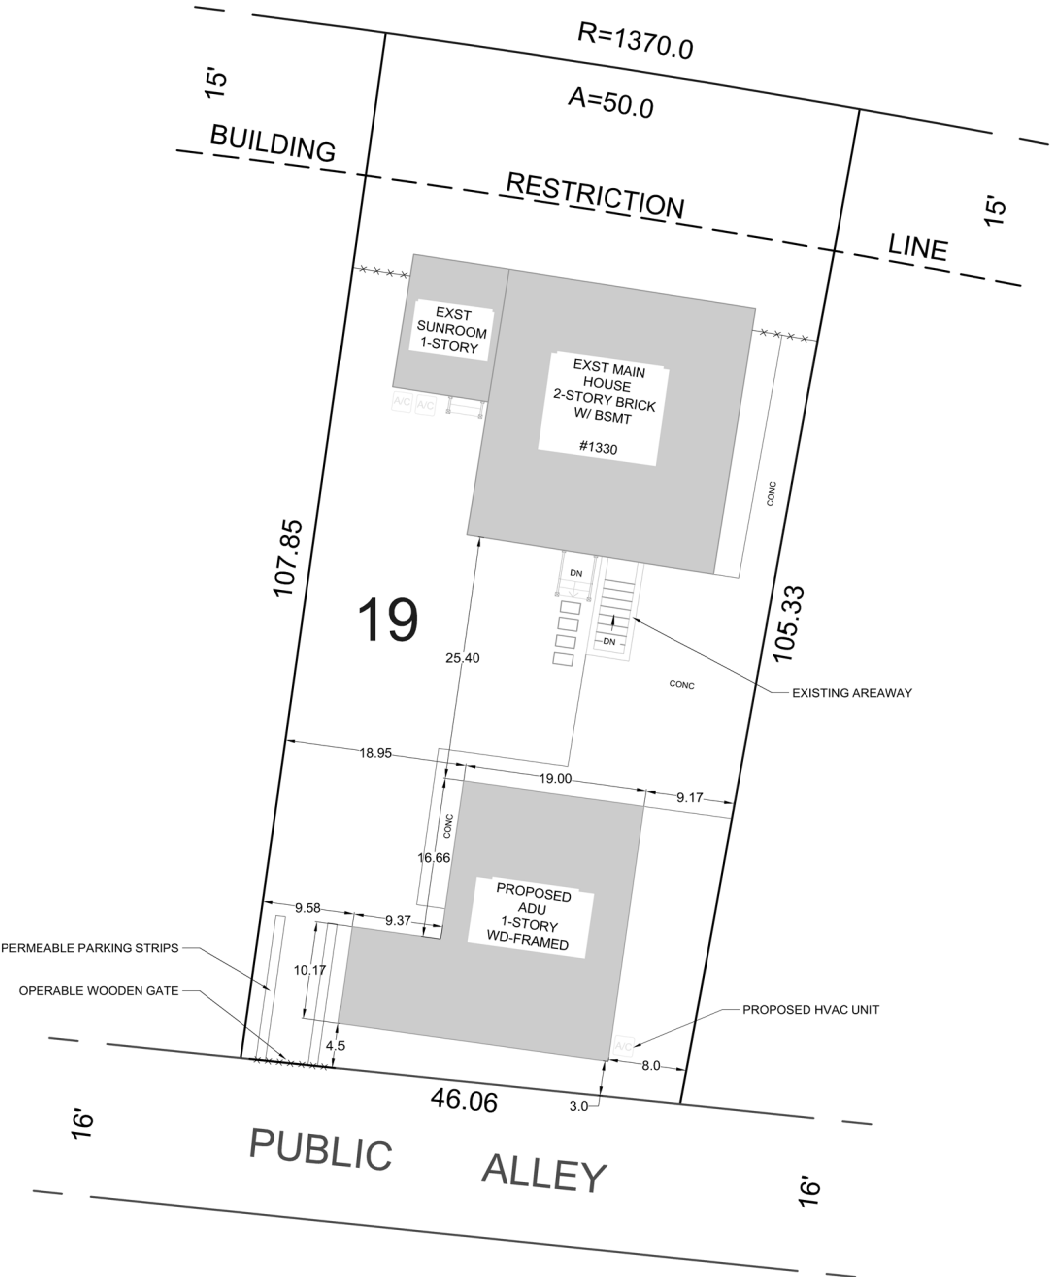 R=1370.0
A=50.0
15'
BUILDING
RESTRICTION
LINE
15'
EXST
SUNROOM
1-STORY
EXST MAIN
HOUSE
2-STORY BRICK
W/ BSMT
#1330
A/C
A/C
CONC
107.85
19
DN
DN
105.33
25.40
CONC
EXISTING AREAWAY
18.95
19.00
9.17
CONC
16.66
PROPOSED
ADU
1-STORY
WD-FRAMED
9.58
9.37
PERMEABLE PARKING STRIPS
10.17
OPERABLE WOODEN GATE
PROPOSED HVAC UNIT
A/C
4.5
8.0
46.06
3.0
16'
PUBLIC ALLEY
16'